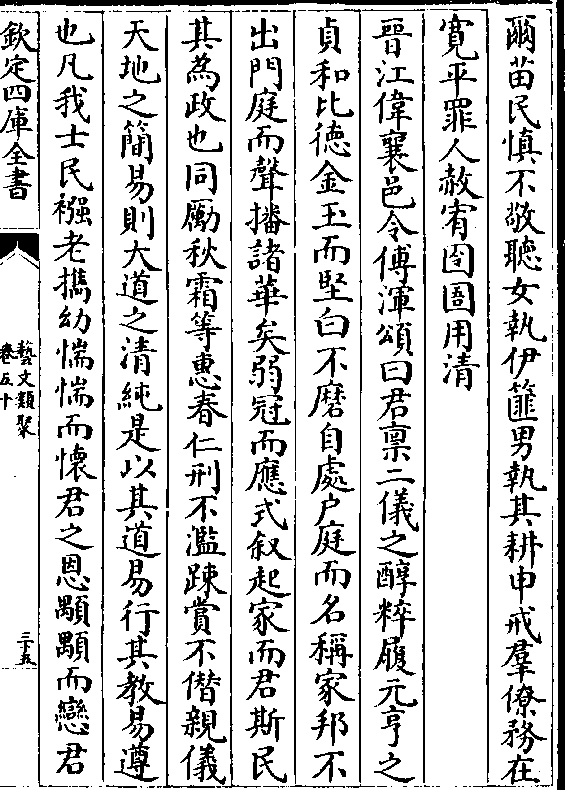 爾苗民慎不敬聽女執伊篚男執其耕申戒羣僚務在
寛平罪人赦宥囹圄用清
晉江偉襄邑令傅渾頌曰君禀二儀之醇粹履元亨之
貞和比德金玉而堅白不磨自處户庭而名稱家邦不
出門庭而聲播諸華矣弱冠而應式叙起家而君斯民
其為政也同勵秋霜等惠春仁刑不濫踈賞不僭親儀
天地之簡易則大道之清純是以其道易行其教易遵
也凡我士民襁老攜幼惴惴而懷君之恩顒顒而戀君
欽定四庫全書
藝文類聚
卷五十
三十五